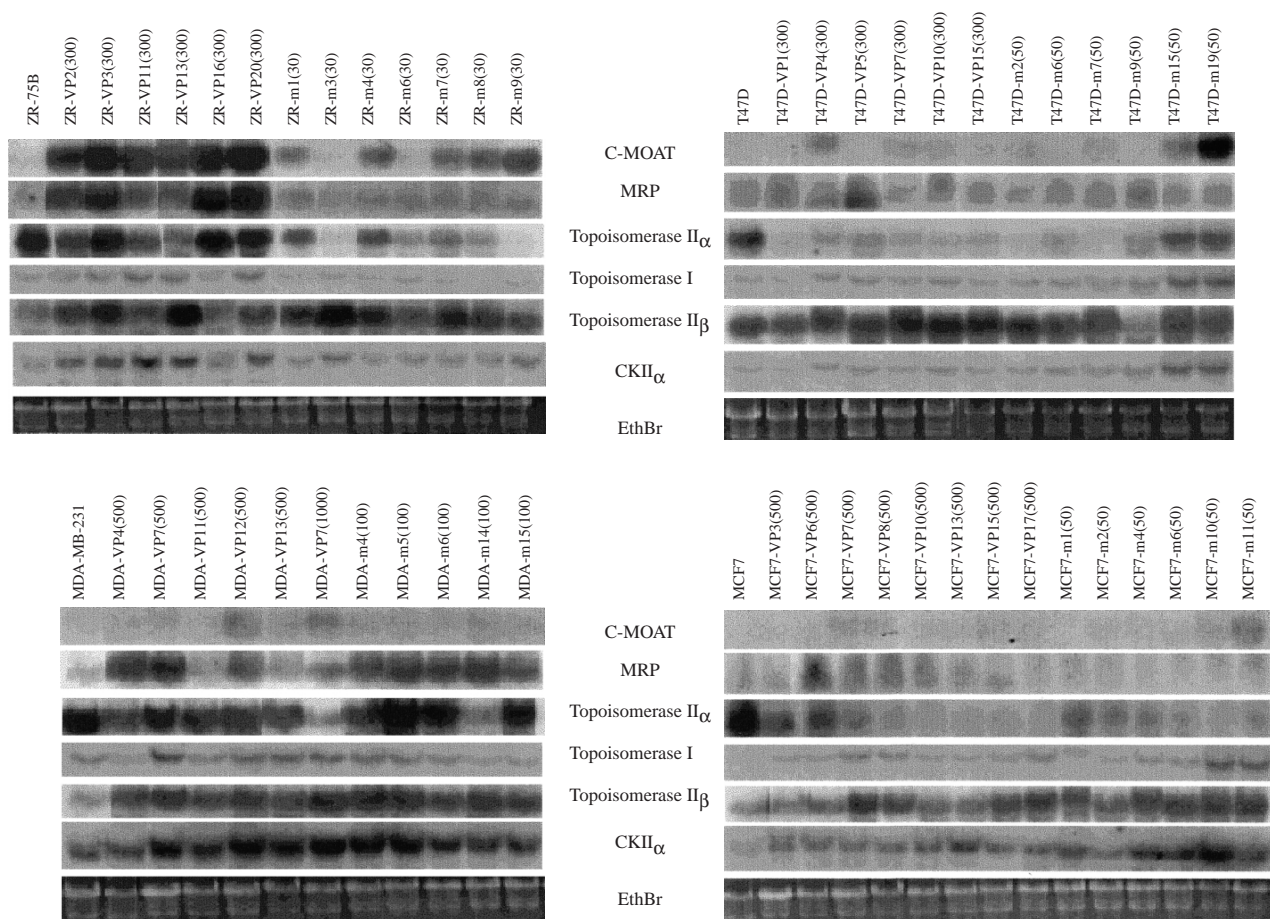 ZR-75B
ZR-VP2(300)
ZR-VP3(300)
ZR-VP11(300)
ZR-VP13(300)
ZR-VP16(300)
ZR-VP20(300)
ZR-m1(30)
ZR-m3(30)
ZR-m4(30)
ZR-m6(30)
ZR-m7(30)
ZR-m8(30)
ZR-m9(30)
T47D
T47D-VP1(300)
T47D-VP4(300)
T47D-VP5(300)
T47D-VP7(300)
T47D-VP10(300)
T47D-VP15(300)
T47D-m2(50)
T47D-m6(50)
T47D-m7(50)
T47D-m9(50)
T47D-m15(50)
T47D-m19(50)
C-MOAT
MRP
Topoisomerase IIα
Topoisomerase I
Topoisomerase IIβ
CKIIα
EthBr
MDA-MB-231
MDA-VP4(500)
MDA-VP7(500)
MDA-VP11(500)
MDA-VP12(500)
MDA-VP13(500)
MDA-VP7(1000)
MDA-m4(100)
MDA-m5(100)
MDA-m6(100)
MDA-m14(100)
MDA-m15(100)
MCF7
MCF7-VP3(500)
MCF7-VP6(500)
MCF7-VP7(500)
MCF7-VP8(500)
MCF7-VP10(500)
MCF7-VP13(500)
MCF7-VP15(500)
MCF7-VP17(500)
MCF7-m1(50)
MCF7-m2(50)
MCF7-m4(50)
MCF7-m6(50)
MCF7-m10(50)
MCF7-m11(50)
C-MOAT
MRP
Topoisomerase IIα
Topoisomerase I
Topoisomerase IIβ
CKIIα
EthBr